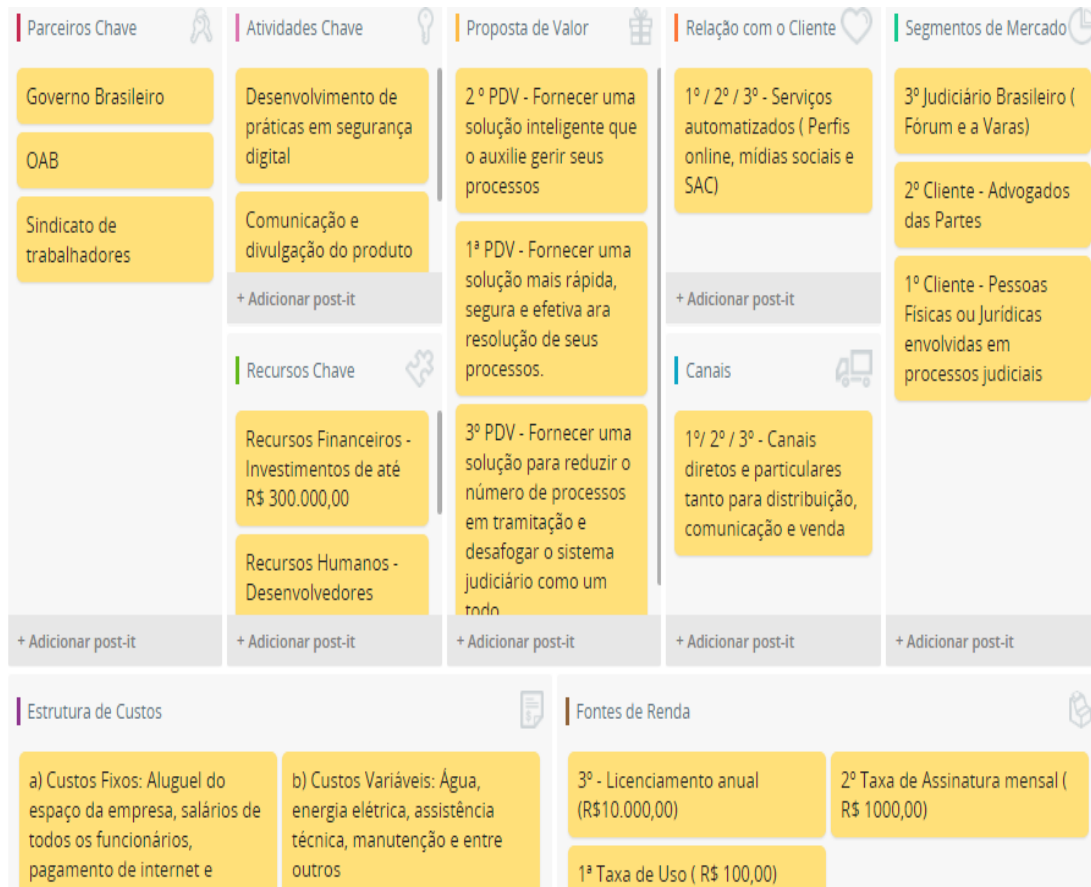 Parceiros Chave
Governo Brasileiro
OAB
Sindicato de
trabalhadores
+ Adicionar post-it
Atividades Chave
Desenvolvimento de
práticas em segurança
digital
Comunicação e
divulgação do produto
+ Adicionar post-it
Recursos Chave
Recursos Financeiros -
Investimentos de até
R$ 300.000,00
Recursos Humanos -
Desenvolvedores
+ Adicionar post-it
Proposta de Valor
2 º PDV - Fornecer uma
solução inteligente que
o auxilie gerir seus
processos
1ª PDV - Fornecer uma
solução mais rápida,
segura e efetiva ara
resolução de seus
processos.
3º PDV - Fornecer uma
solução para reduzir o
número de processos
em tramitação e
desafogar o sistema
judiciário como um
todo
+ Adicionar post-it
Relação com o Cliente
1º / 2º / 3º - Serviços
automatizados ( Perfis
online, mídias sociais e
SAC)
+ Adicionar post-it
Canais
1º/ 2º / 3º - Canais
diretos e particulares
tanto para distribuição,
comunicação e venda
+ Adicionar post-it
Segmentos de Mercado
3º Judiciário Brasileiro (
Fórum e a Varas)
2º Cliente - Advogados
das Partes
1º Cliente - Pessoas
Físicas ou Jurídicas
envolvidas em
processos judiciais
+ Adicionar post-it
Estrutura de Custos
a) Custos Fixos: Aluguel do
espaço da empresa, salários de
todos os funcionários,
pagamento de internet e
b) Custos Variáveis: Água,
energia elétrica, assistência
técnica, manutenção e entre
outros
Fontes de Renda
3º - Licenciamento anual
(R$10.000,00)
2º Taxa de Assinatura mensal (
R$ 1000,00)
1ª Taxa de Uso ( R$ 100,00)